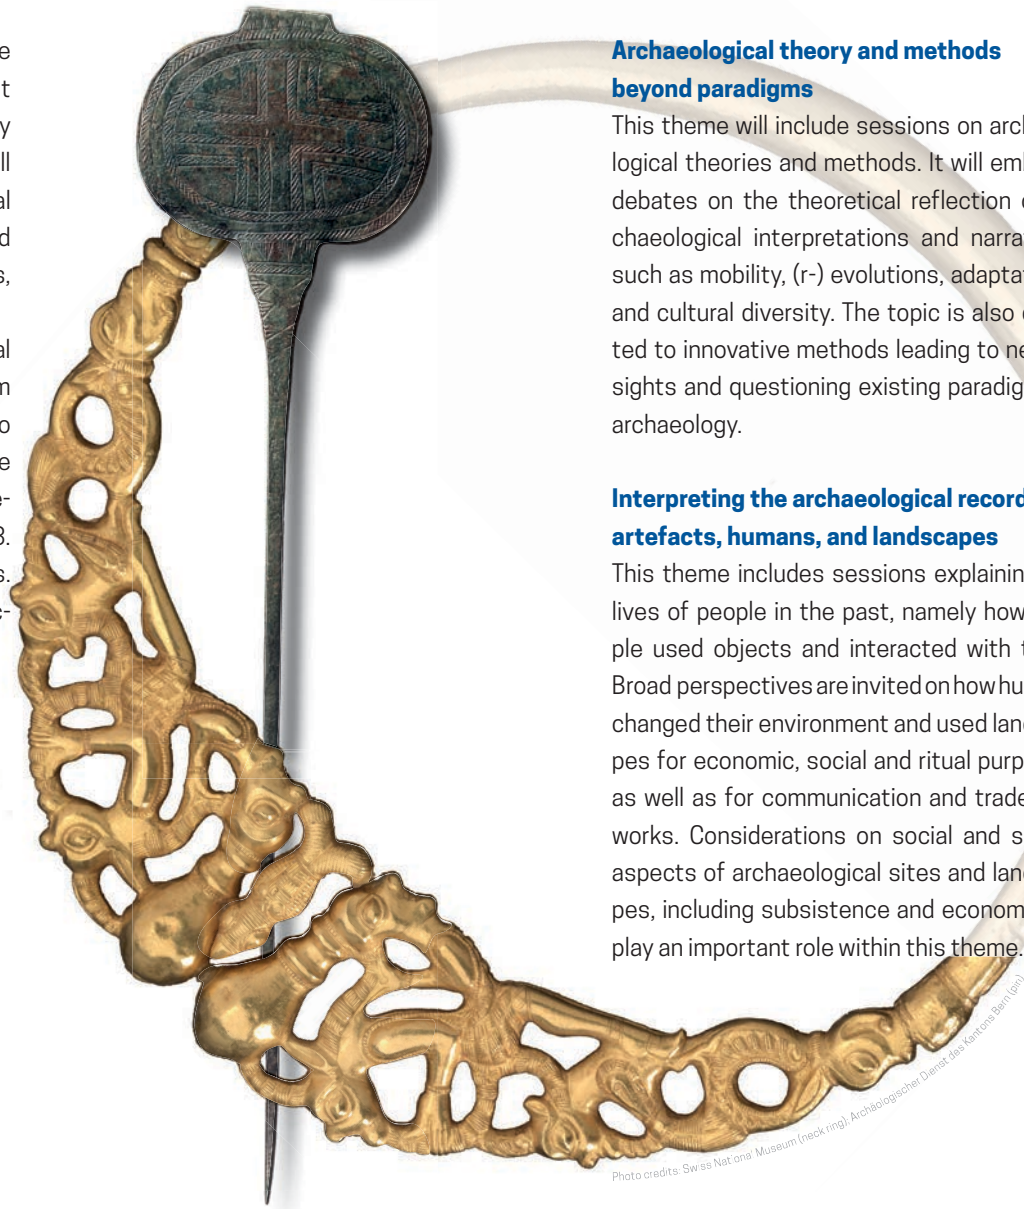 e
t
y
ll
al
d
s,
al
o
e
e-
3.
s.
Archaeological theory and methods
beyond paradigms
This theme will include sessions on arch
logical theories and methods. It will em
debates on the theoretical reflection
chaeological interpretations and narra
such as mobility, (r-) evolutions, adapta
and cultural diversity. The topic is also
ted to innovative methods leading to ne
sights and questioning existing paradig
archaeology.
Interpreting the archaeological record
artefacts, humans, and landscapes
This theme includes sessions explainin
lives of people in the past, namely how
ple used objects and interacted with t
Broad perspectives are invited on how hu
changed their environment and used land
pes for economic, social and ritual purp
as well as for communication and trade
works. Considerations on social and s
aspects of archaeological sites and land
pes, including subsistence and econom
play an important role within this theme.
Photo credits: Swiss National Museum (neck ring); Archäologischer Dienst des Kantons Bern (pin)